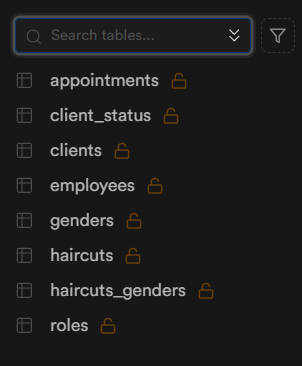 Search tables...
appointments
client_status
clients
employees
genders
haircuts
haircuts_genders
roles